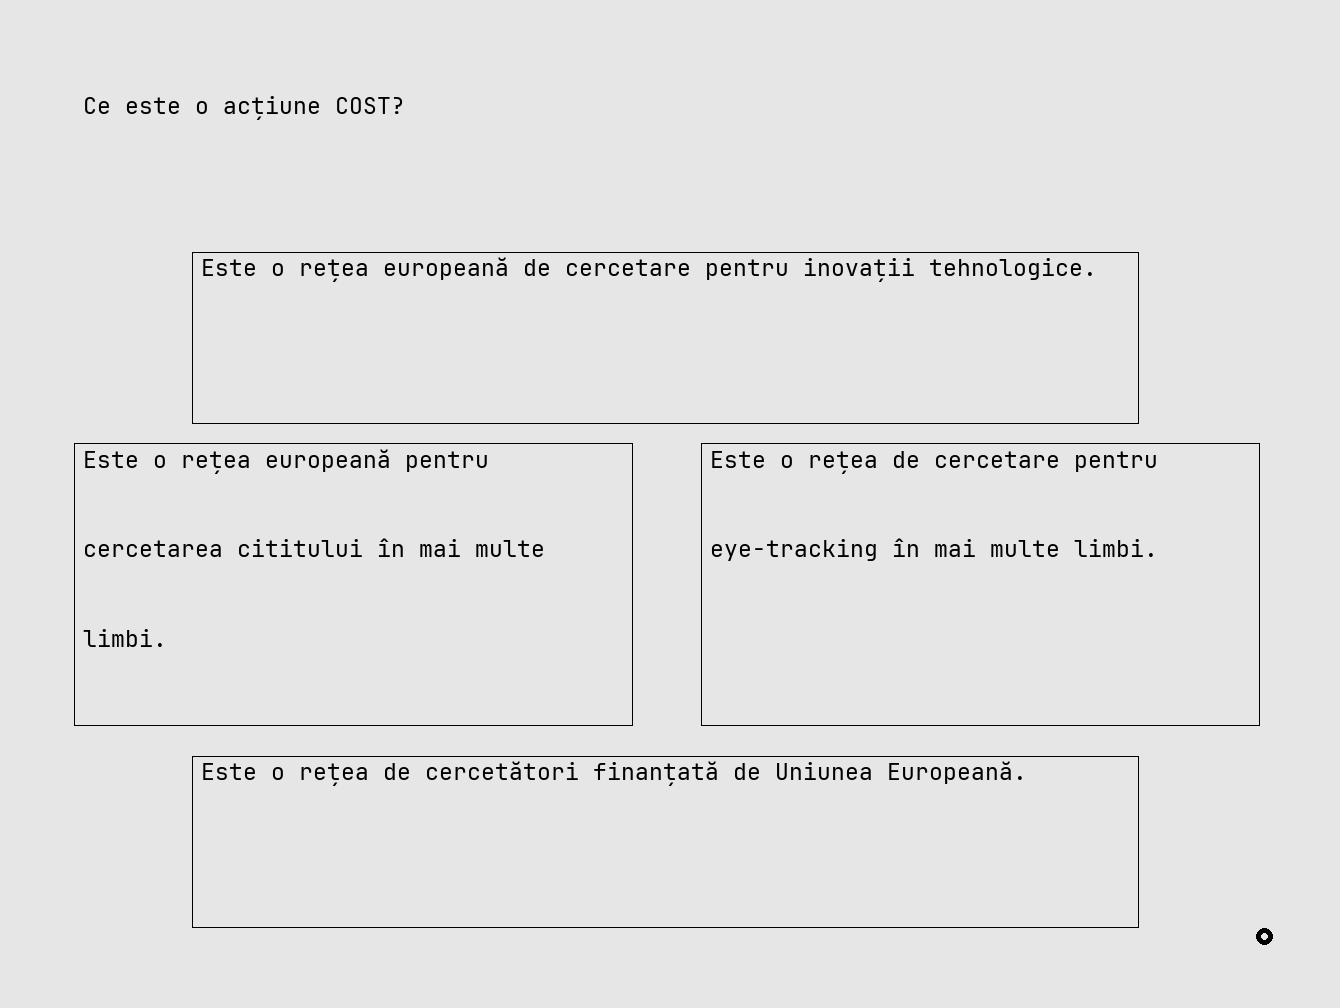 Ce este o acțiune COST?
Este o rețea europeană de cercetare pentru inovații tehnologice.
Este o rețea europeană pentru
cercetarea cititului în mai multe
limbi.
Este o rețea de cercetare pentru
eye-tracking în mai multe limbi.
Este o rețea de cercetători finanțată de Uniunea Europeană.